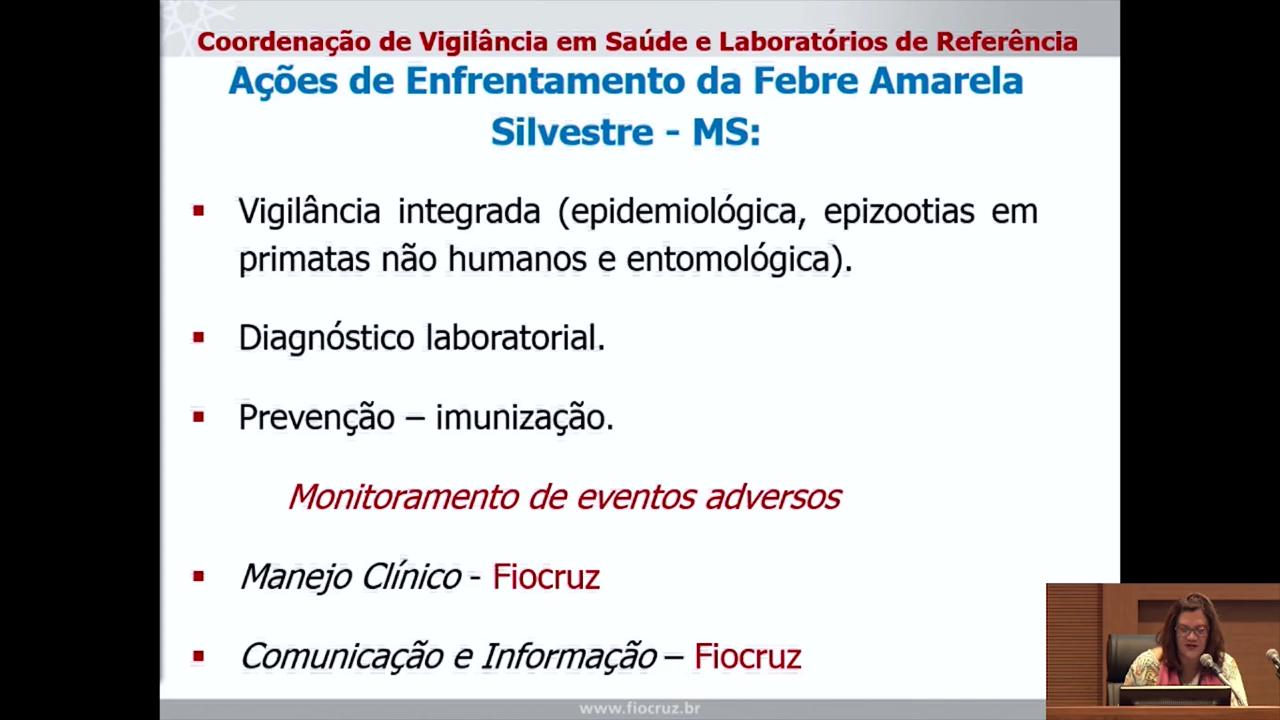 Coordenação de Vigilância em Saúde e Laboratórios de Referência
Ações de Enfrentamento da Febre Amarela
Silvestre - MS:
▪ Vigilância integrada (epidemiológica, epizootias em
primatas não humanos e entomológica).
▪ Diagnóstico laboratorial.
▪ Prevenção – imunização.
Monitoramento de eventos adversos
▪ Manejo Clínico - Fiocruz
▪ Comunicação e Informação – Fiocruz
www.fiocruz.br